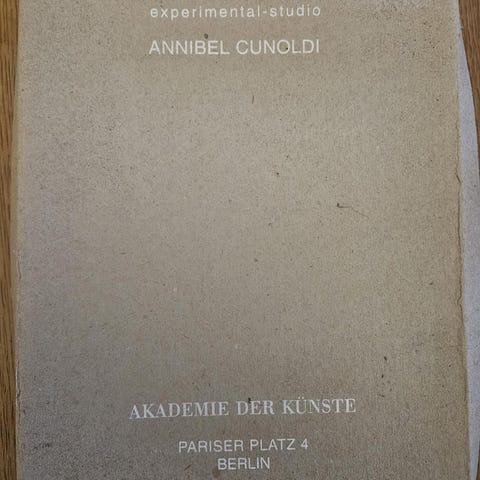 experimental-studio
ANNIBEL CUNOLDI
AKADEMIE DER KÜNSTE
PARISER PLATZ 4
BERLIN